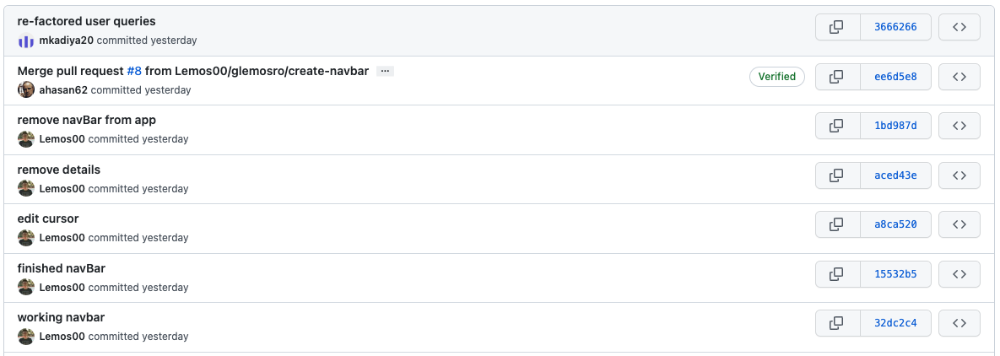 re-factored user queries
mkadiya20 committed yesterday
3666266
Merge pull request #8 from Lemos00/glemosro/create-navbar ...
ahasan62 committed yesterday
Verified
ee6d5e8
remove navBar from app
Lemos00 committed yesterday
1bd987d
remove details
Lemos00 committed yesterday
aced43e
edit cursor
Lemos00 committed yesterday
a8ca520
finished navBar
Lemos00 committed yesterday
15532b5
working navbar
Lemos00 committed yesterday
32dc2c4